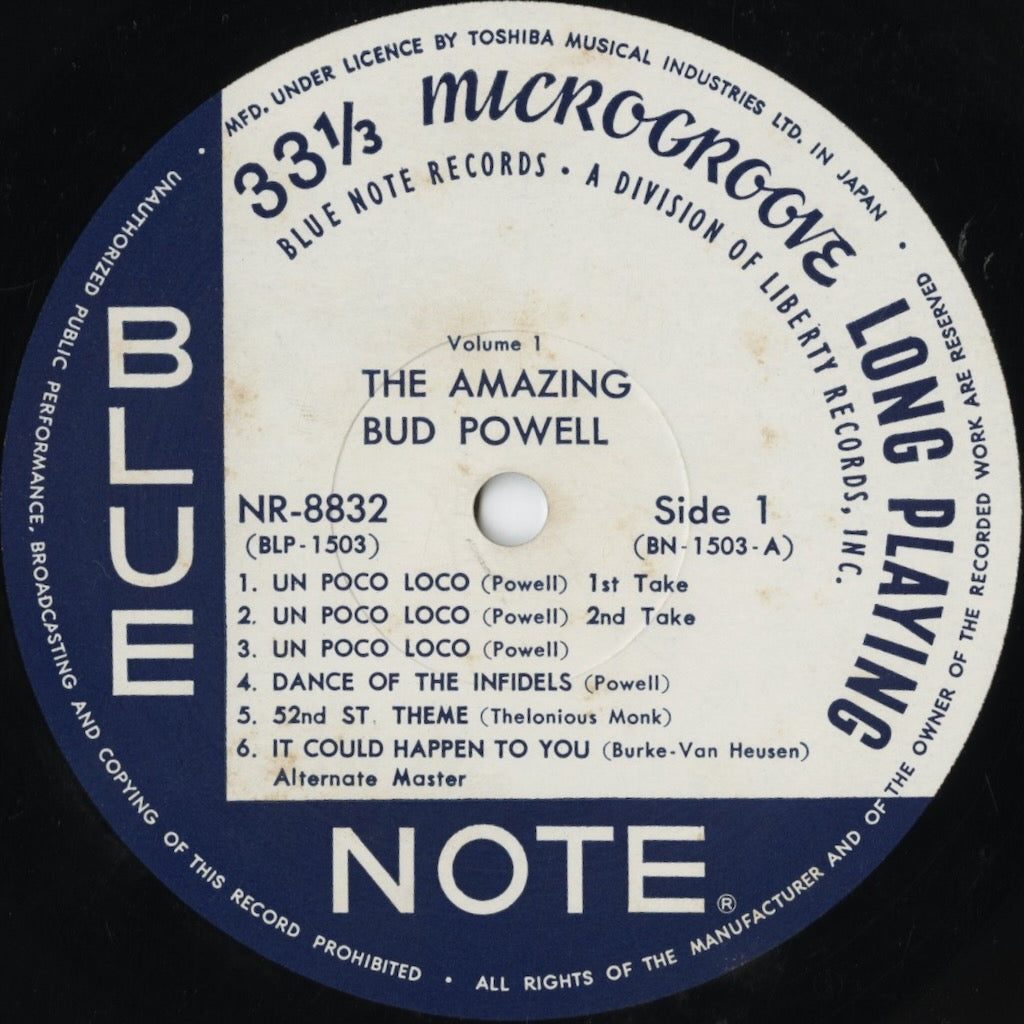 MFD. UNDER LICENCE BY TOSHIBA MUSICAL INDUSTRIES LTD. IN JAPAN •
33 1/3 MICROGROOVE LONG PLAYING
BLUE NOTE RECORDS • A DIVISION OF LIBERTY RECORDS, INC.
Volume 1
THE AMAZING
BUD POWELL
NR-8832 Side 1
(BLP-1503) (BN-1503-A)
1. UN POCO LOCO (Powell) 1st Take
2. UN POCO LOCO (Powell) 2nd Take
3. UN POCO LOCO (Powell)
4. DANCE OF THE INFIDELS (Powell)
5. 52nd ST. THEME (Thelonious Monk)
6. IT COULD HAPPEN TO YOU (Burke-Van Heusen)
Alternate Master
BLUE
NOTE®
UNAUTHORIZED PUBLIC PERFORMANCE, BROADCASTING AND COPYING OF THIS RECORD PROHIBITED • ALL RIGHTS OF THE MANUFACTURER AND OF THE OWNER OF THE RECORDED WORK ARE RESERVED •